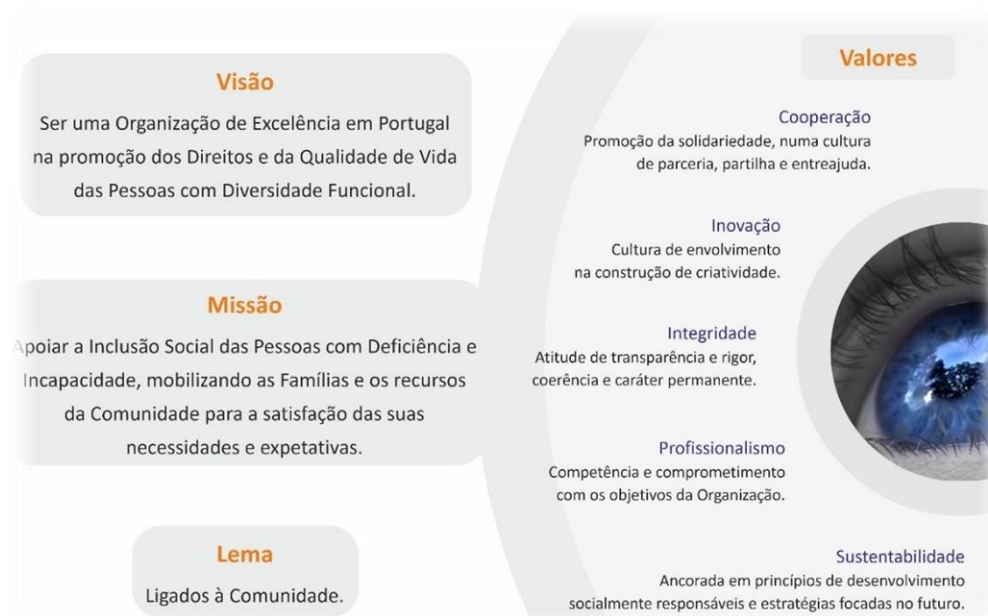 Visão
Ser uma Organização de Excelência em Portugal
na promoção dos Direitos e da Qualidade de Vida
das Pessoas com Diversidade Funcional.
Missão
Apoiar a Inclusão Social das Pessoas com Deficiência e
Incapacidade, mobilizando as Famílias e os recursos
da Comunidade para a satisfação das suas
necessidades e expetativas.
Lema
Ligados à Comunidade.
Valores
Cooperação
Promoção da solidariedade, numa cultura
de parceria, partilha e entreajuda.
Inovação
Cultura de envolvimento
na construção de criatividade.
Integridade
Atitude de transparência e rigor,
coerência e caráter permanente.
Profissionalismo
Competência e comprometimento
com os objetivos da Organização.
Sustentabilidade
Ancorada em princípios de desenvolvimento
socialmente responsáveis e estratégias focadas no futuro.